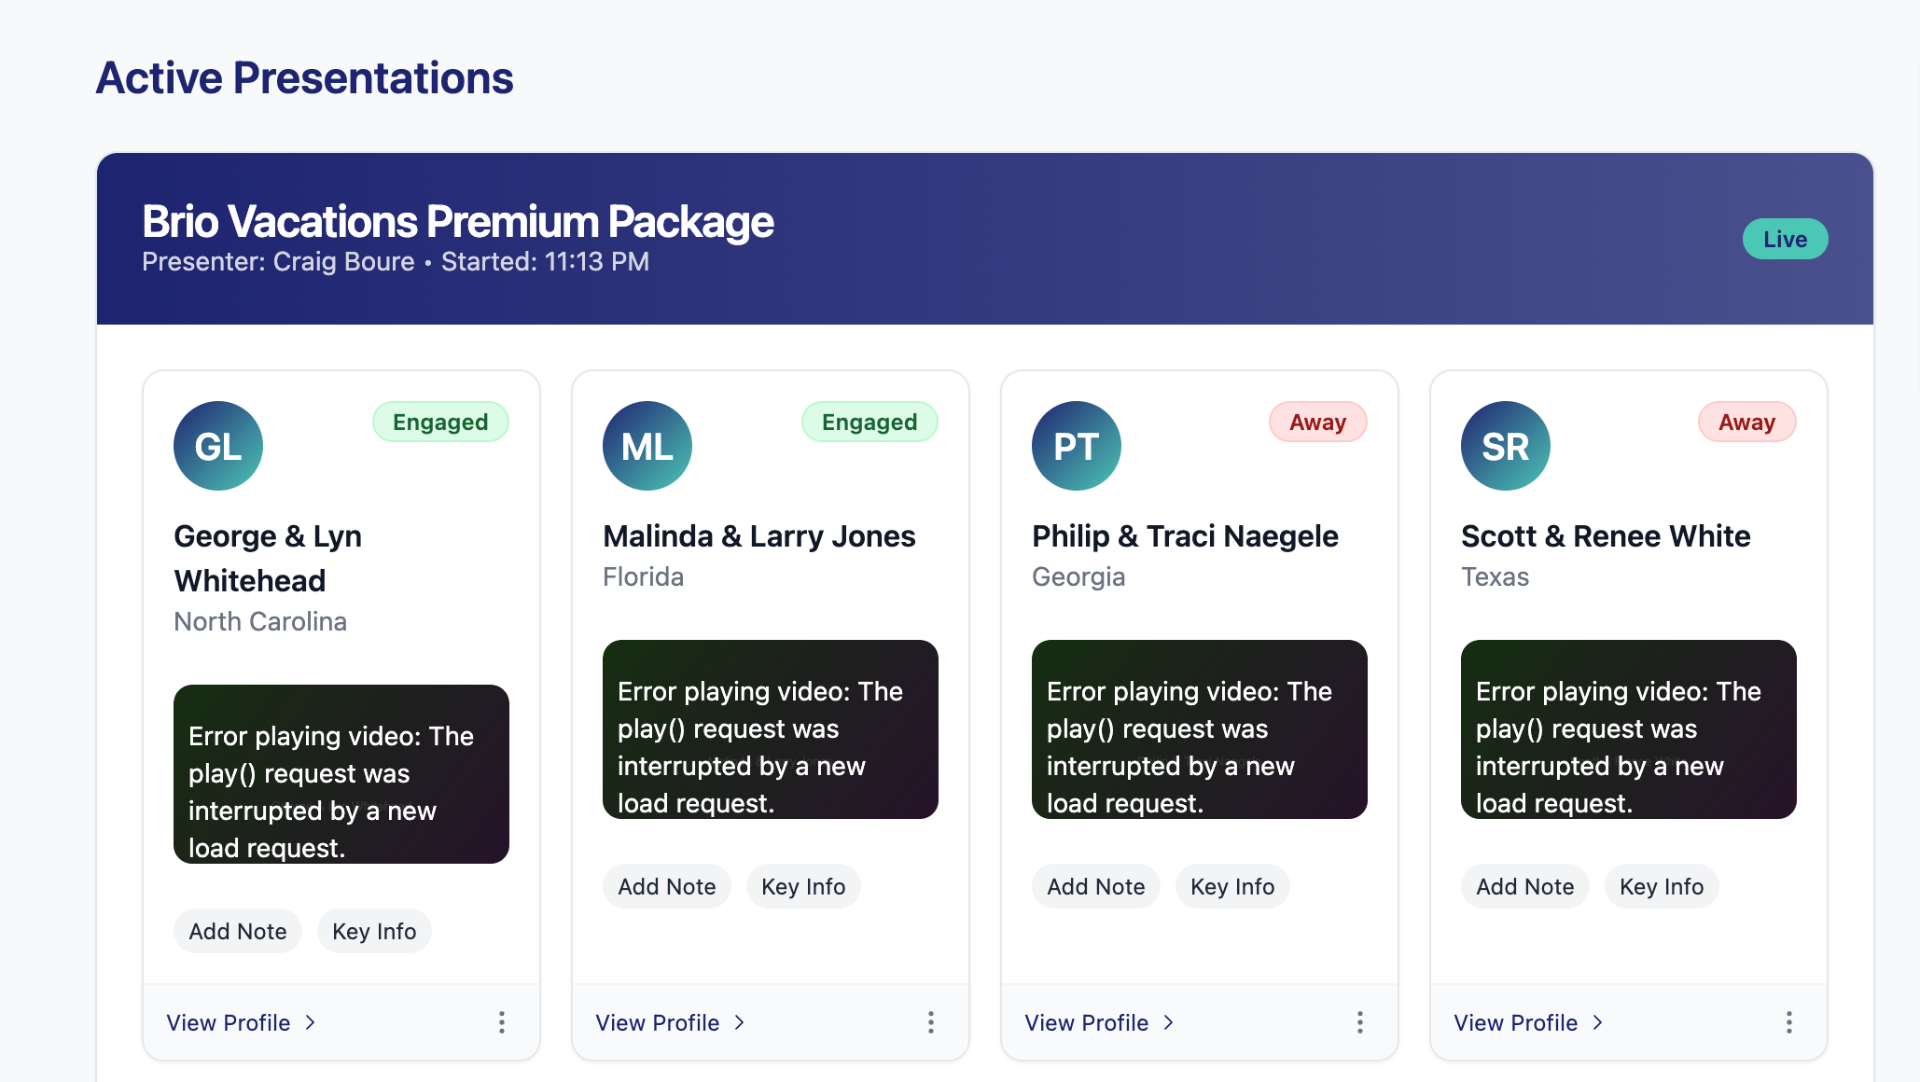 Active Presentations
Brio Vacations Premium Package
Presenter: Craig Boure • Started: 11:13 PM
Live
GL
Engaged
George & Lyn
Whitehead
North Carolina
Error playing video: The
play() request was
interrupted by a new
load request.
Add Note
Key Info
View Profile
ML
Engaged
Malinda & Larry Jones
Florida
Error playing video: The
play() request was
interrupted by a new
load request.
Add Note
Key Info
View Profile
PT
Away
Philip & Traci Naegele
Georgia
Error playing video: The
play() request was
interrupted by a new
load request.
Add Note
Key Info
View Profile
SR
Away
Scott & Renee White
Texas
Error playing video: The
play() request was
interrupted by a new
load request.
Add Note
Key Info
View Profile